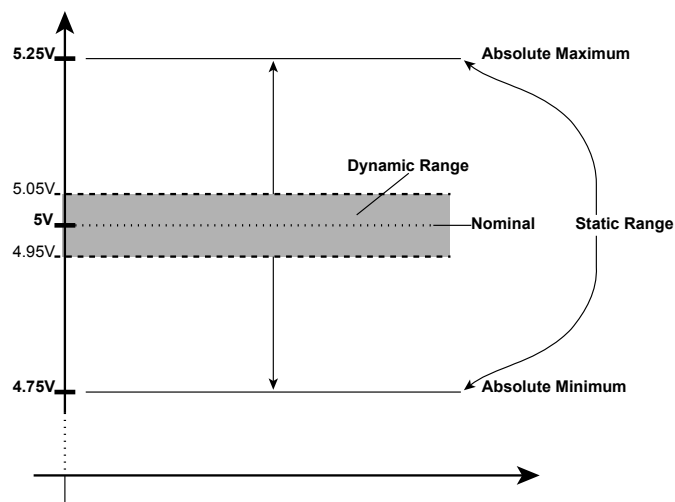 5.25V
Absolute Maximum
Dynamic Range
5.05V
5V
Nominal
Static Range
4.95V
4.75V
Absolute Minimum